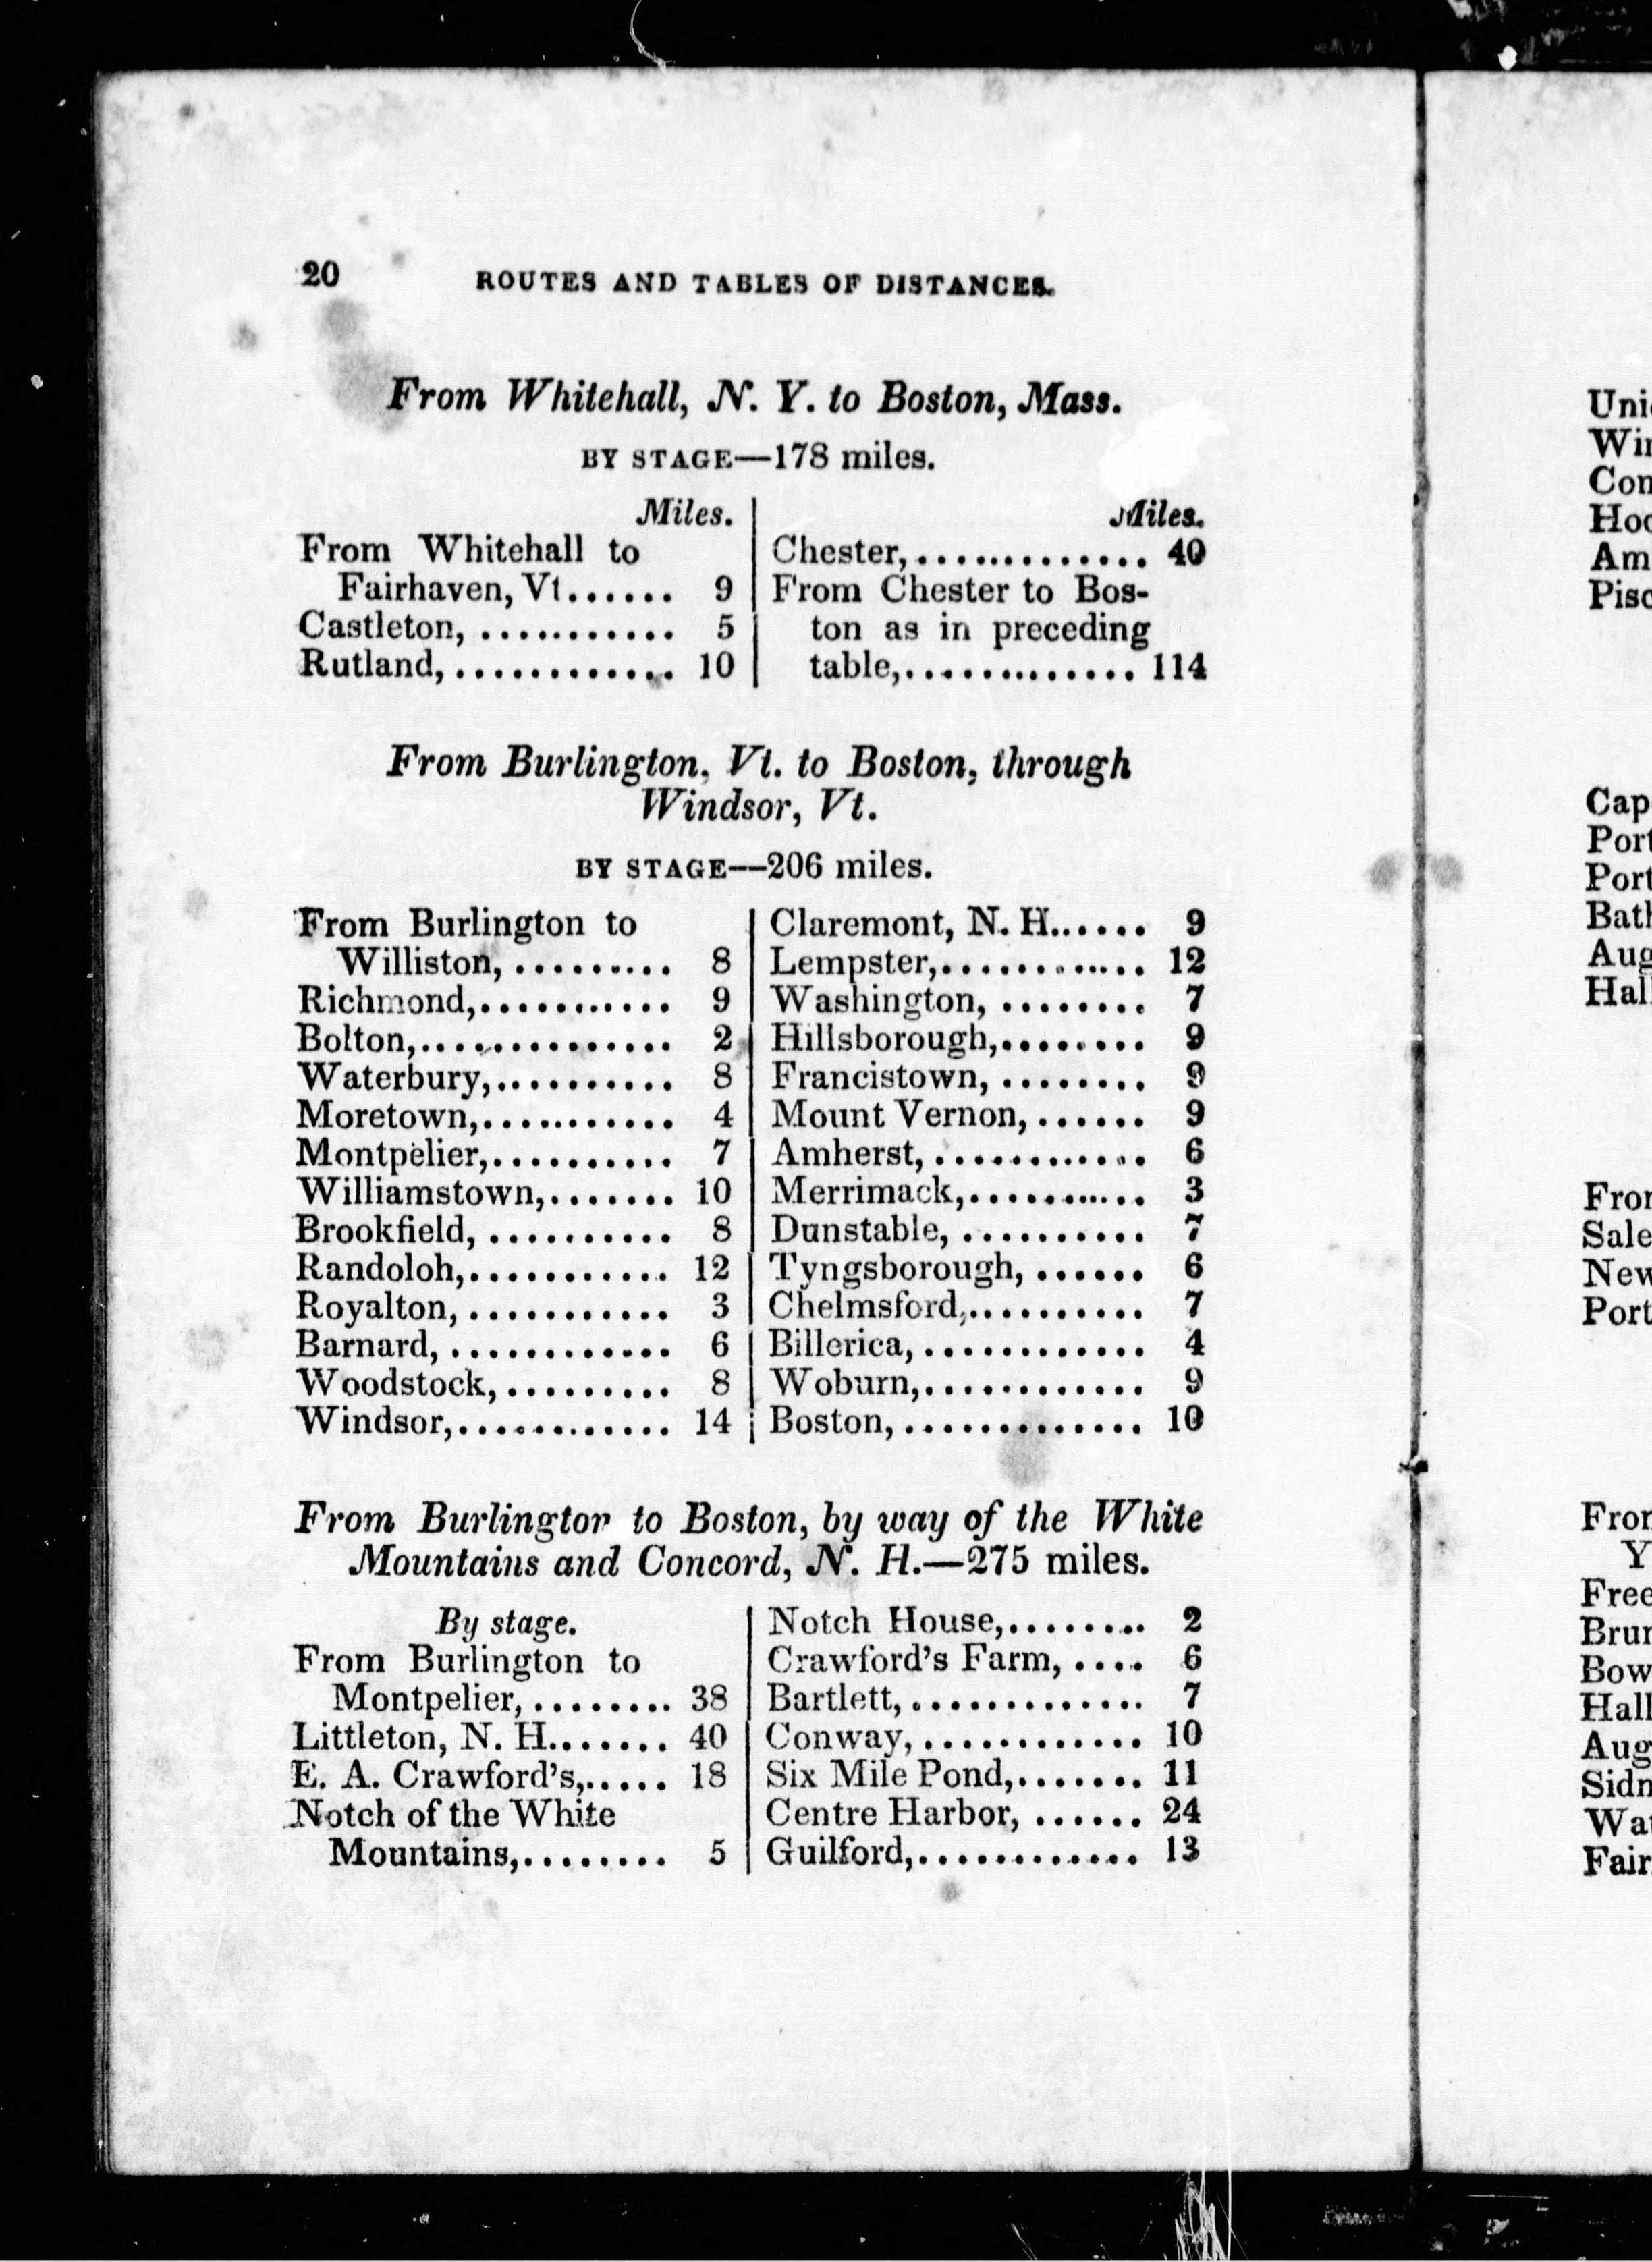 20 ROUTES AND TABLES OF DISTANCES.
From Whitehall, N. Y. to Boston, Mass.
BY STAGE—178 miles.
Miles.
From Whitehall to
Fairhaven, Vt...... 9
Castleton, ........... 5
Rutland, ............ 10
Miles.
Chester, ............. 40
From Chester to Bos-
ton as in preceding
table, ............. 114
From Burlington, Vt. to Boston, through
Windsor, Vt.
BY STAGE—206 miles.
From Burlington to
Williston, ......... 8
Richmond, ........... 9
Bolton, .............. 2
Waterbury, .......... 8
Moretown, ........... 4
Montpelier, .......... 7
Williamstown, ....... 10
Brookfield, .......... 8
Randoloh, ........... 12
Royalton, ........... 3
Barnard, ............ 6
Woodstock, ......... 8
Windsor, ............ 14
Claremont, N. H...... 9
Lempster, ............ 12
Washington, ........ 7
Hillsborough, ........ 9
Francistown, ........ 9
Mount Vernon, ...... 9
Amherst, ............ 6
Merrimack, .......... 3
Dunstable, .......... 7
Tyngsborough, ...... 6
Chelmsford, .......... 7
Billerica, ............ 4
Woburn, ............ 9
Boston, ............. 10
From Burlington to Boston, by way of the White
Mountains and Concord, N. H.—275 miles.
By stage.
From Burlington to
Montpelier, ........ 38
Littleton, N. H....... 40
E. A. Crawford's, ..... 18
Notch of the White
Mountains, ........ 5
Notch House, ........ 2
Crawford's Farm, .... 6
Bartlett, ............. 7
Conway, ............ 10
Six Mile Pond, ....... 11
Centre Harbor, ...... 24
Guilford, ............ 13